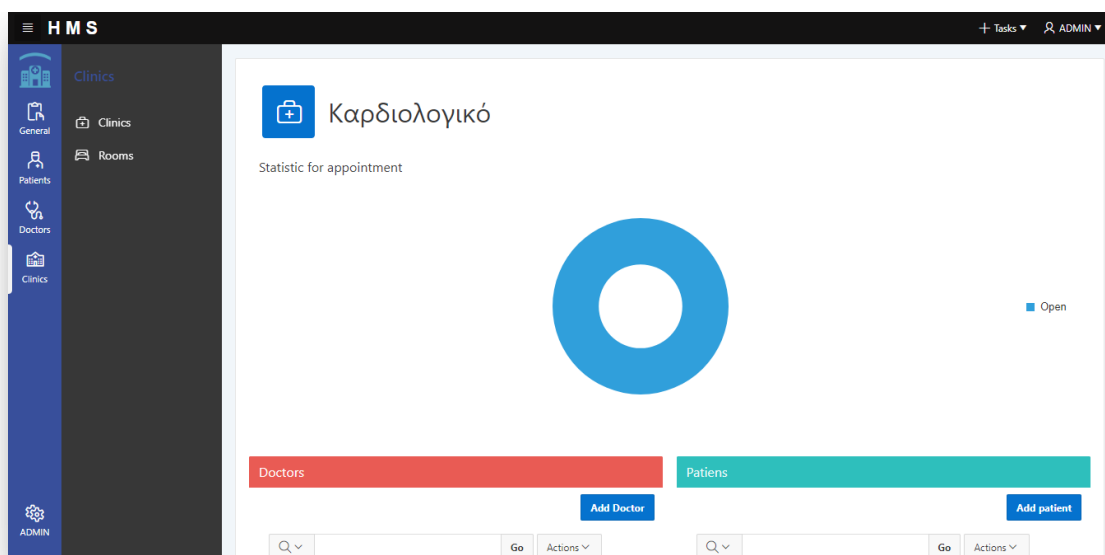 HMS
Tasks
ADMIN
General
Patients
Doctors
Clinics
ADMIN
Clinics
Clinics
Rooms
Καρδιολογικό
Statistic for appointment
Open
Doctors
Add Doctor
Go Actions
Patiens
Add patient
Go Actions